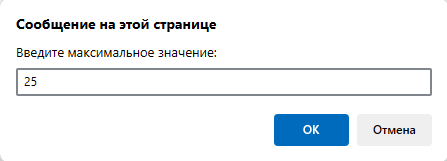 Сообщение на этой странице
Введите максимальное значение:
25
OK
Отмена